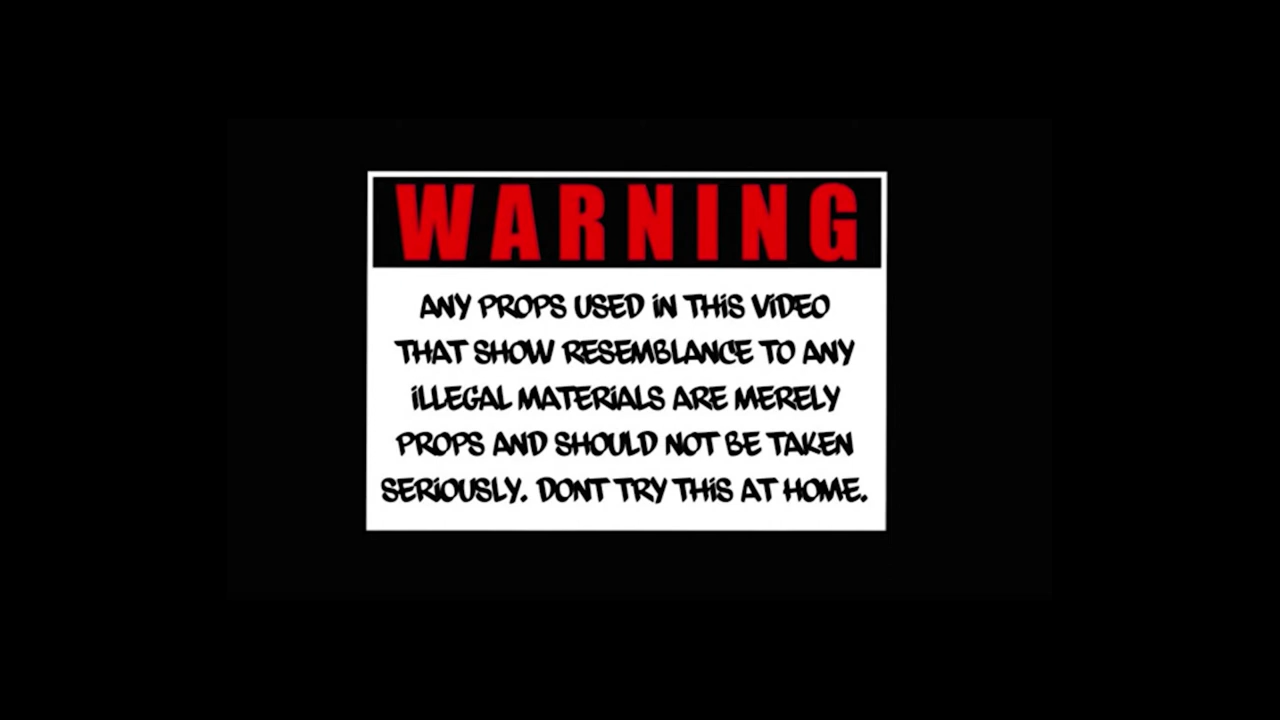 WARNING
ANY PROPS USED iN THiS ViDEO
THAT SHOW RESEMBLANCE TO ANY
iLLEGAL MATERiALS ARE MERELY
PROPS AND SHOULD NOT BE TAKEN
SERiOUSLY. DONT TRY THiS AT HOME.